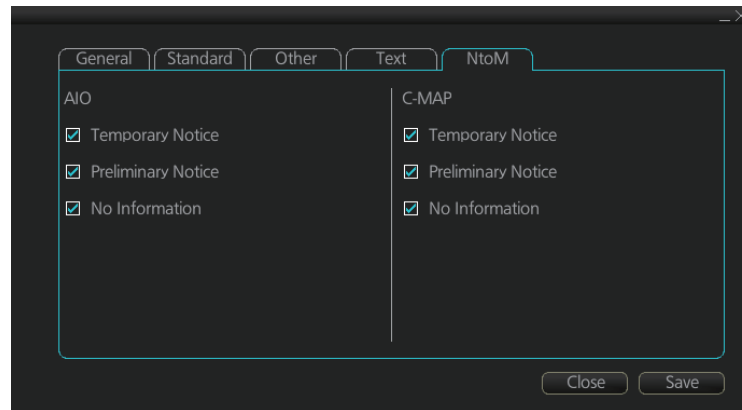 General Standard Other Text NtoM
AIO
Temporary Notice
Preliminary Notice
No Information
C-MAP
Temporary Notice
Preliminary Notice
No Information
Close Save